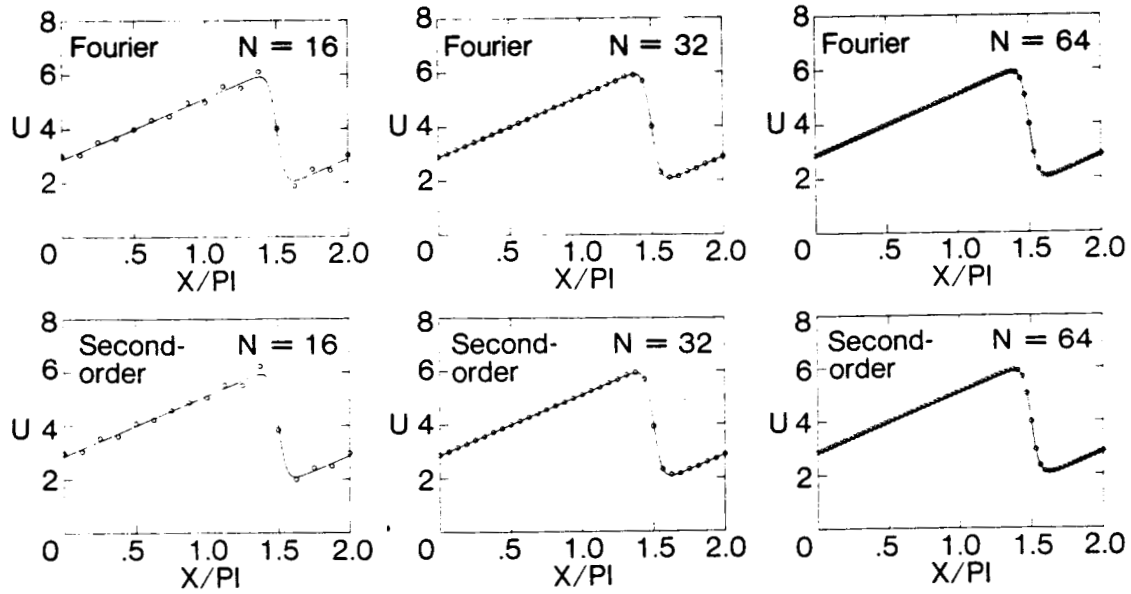 8
Fourier N = 16
6
U 4
2
0 .5 1.0 1.5 2.0
X/PI
8
Fourier N = 32
6
U 4
2
0 .5 1.0 1.5 2.0
X/PI
8
Fourier N = 64
6
U 4
2
0 .5 1.0 1.5 2.0
X/PI
8
Second- N = 16
order
6
U 4
2
0 .5 1.0 1.5 2.0
X/PI
8
Second- N = 32
order
6
U 4
2
0 .5 1.0 1.5 2.0
X/PI
8
Second- N = 64
order
6
U 4
2
0 .5 1.0 1.5 2.0
X/PI